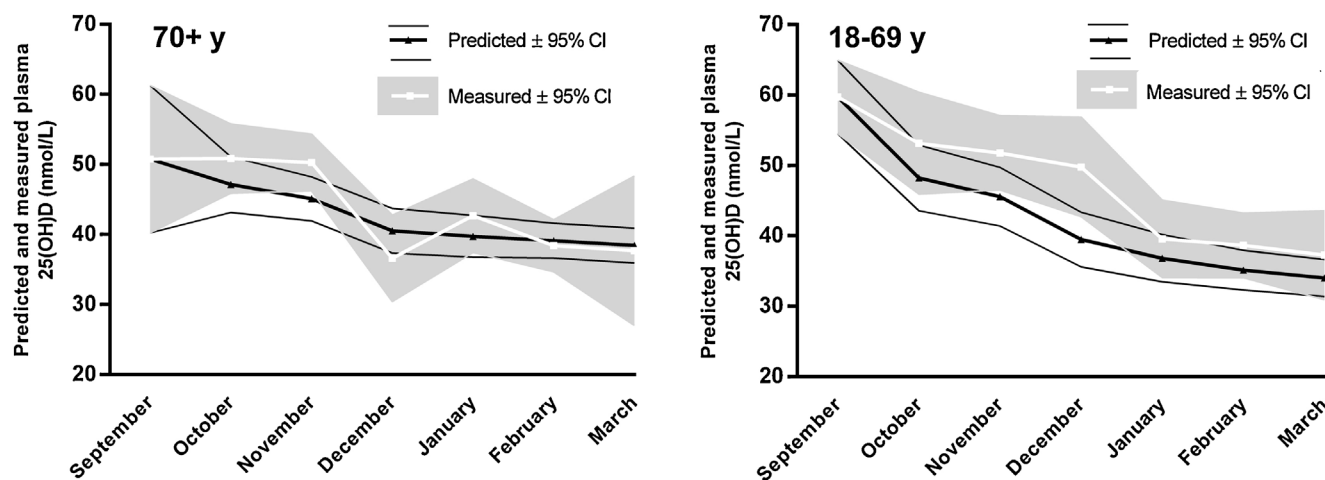 70+ y
Predicted ± 95% CI
Measured ± 95% CI
Predicted and measured plasma
25(OH)D (nmol/L)
70
60
50
40
30
20
September
October
November
December
January
February
March
18-69 y
Predicted ± 95% CI
Measured ± 95% CI
Predicted and measured plasma
25(OH)D (nmol/L)
70
60
50
40
30
20
September
October
November
December
January
February
March